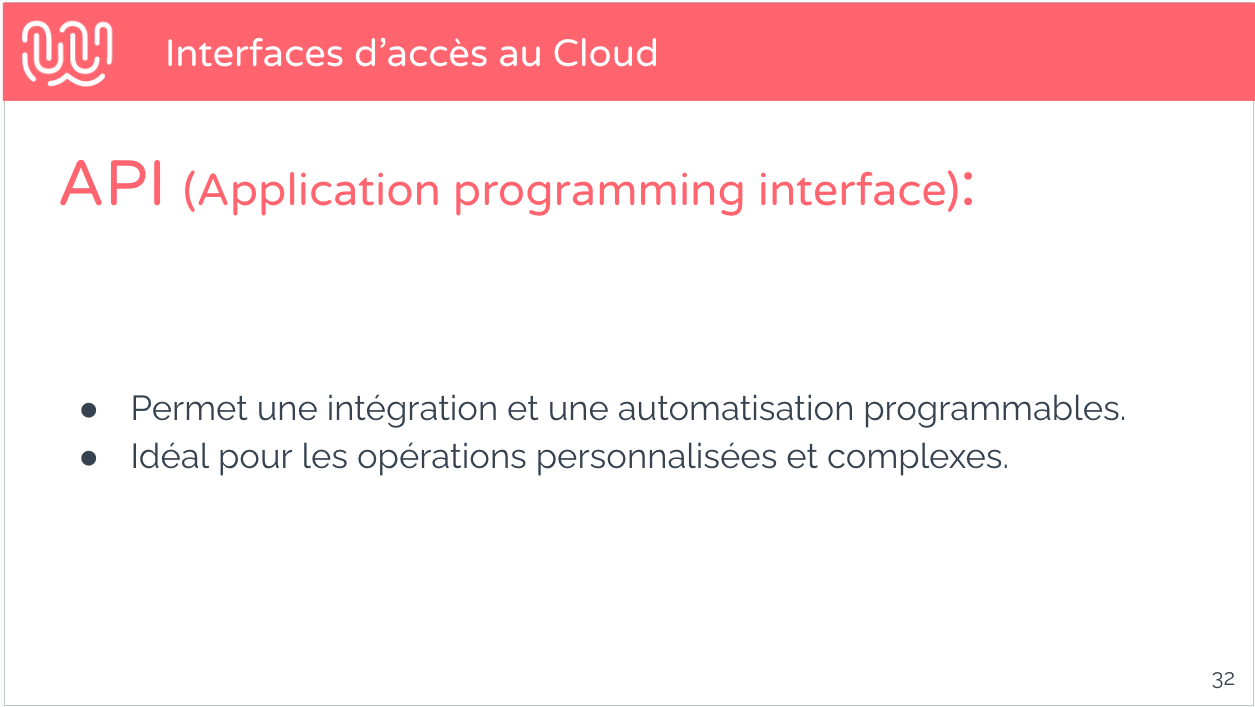 Interfaces d’accès au Cloud
API (Application programming interface):
● Permet une intégration et une automatisation programmables.
● Idéal pour les opérations personnalisées et complexes.
32